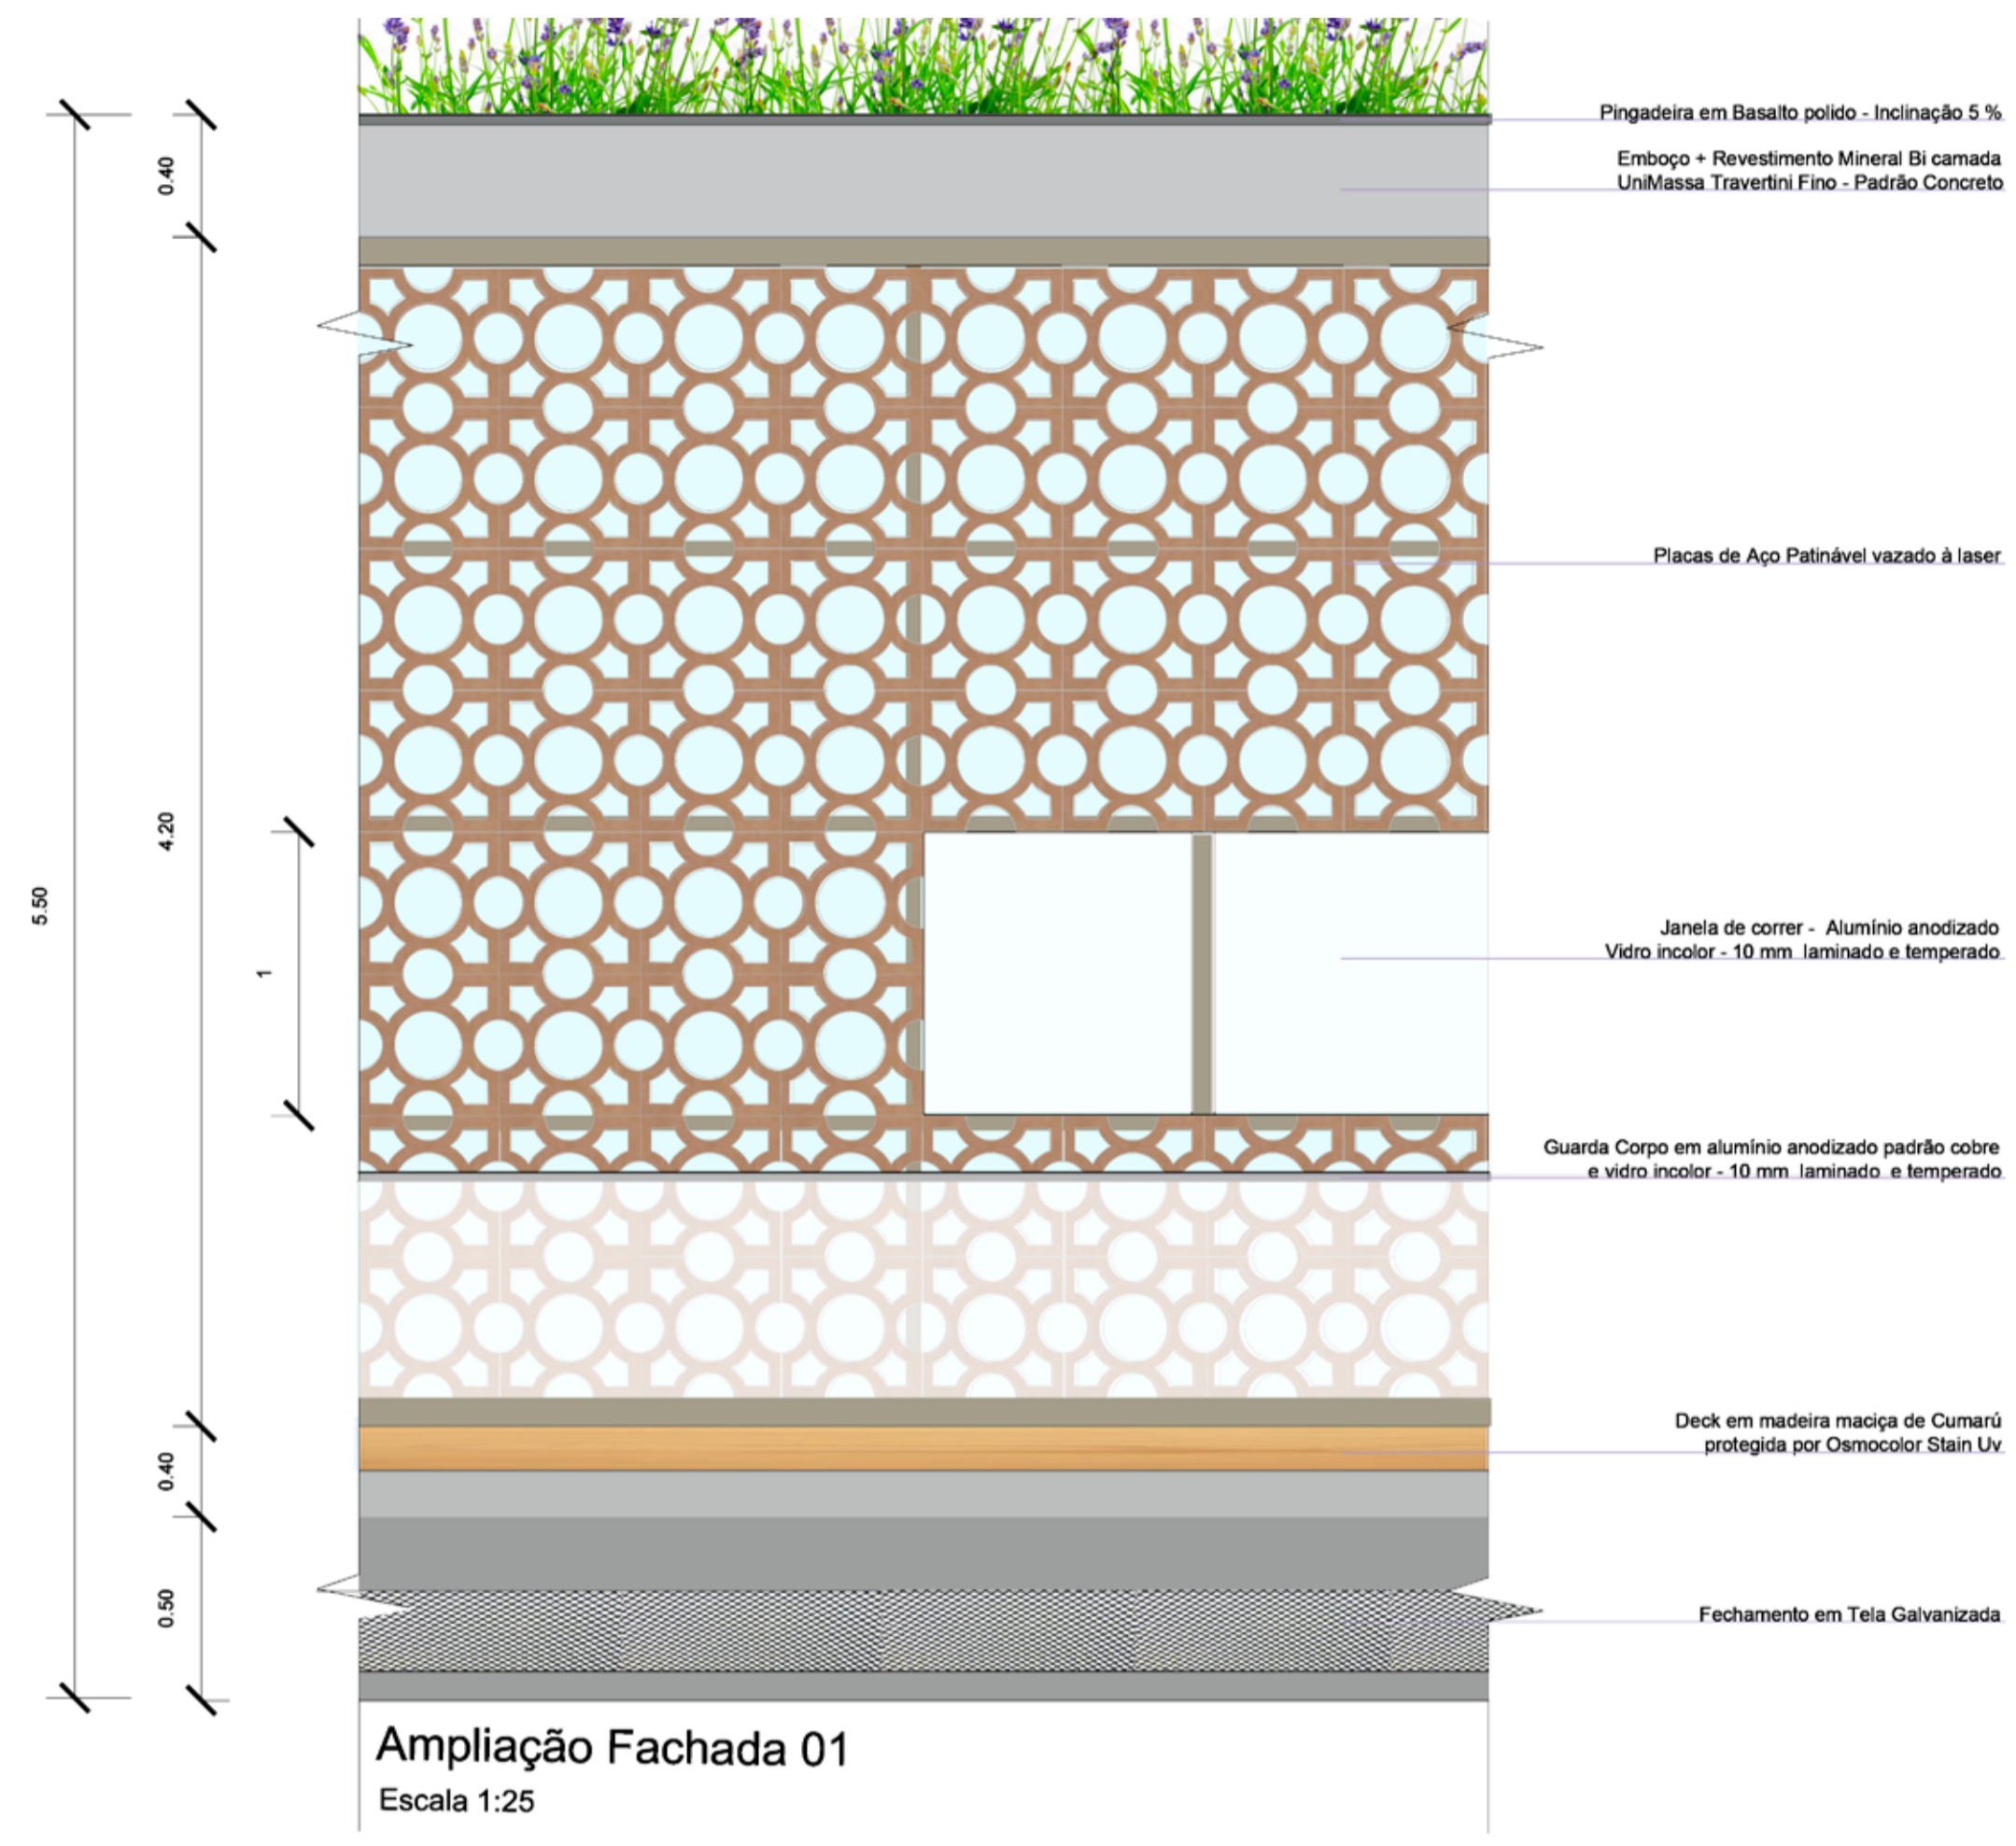 Pingadeira em Basalto polido - Inclinação 5 %
0.40
Emboço + Revestimento Mineral Bi camada
UniMassa Travertini Fino - Padrão Concreto
Placas de Aço Patinável vazado à laser
4.20
5.50
1
Janela de correr - Alumínio anodizado
Vidro incolor - 10 mm laminado e temperado
Guarda Corpo em alumínio anodizado padrão cobre
e vidro incolor - 10 mm laminado e temperado
Deck em madeira maciça de Cumarú
protegida por Osmocolor Stain Uv
0.40
0.50
Fechamento em Tela Galvanizada
Ampliação Fachada 01
Escala 1:25